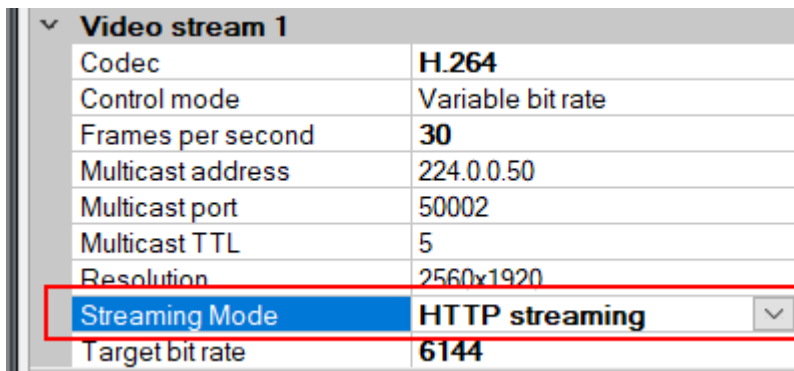 Video stream 1
Codec H.264
Control mode Variable bit rate
Frames per second 30
Multicast address 224.0.0.50
Multicast port 50002
Multicast TTL 5
Resolution 2560x1920
Streaming Mode HTTP streaming
Target bit rate 6144